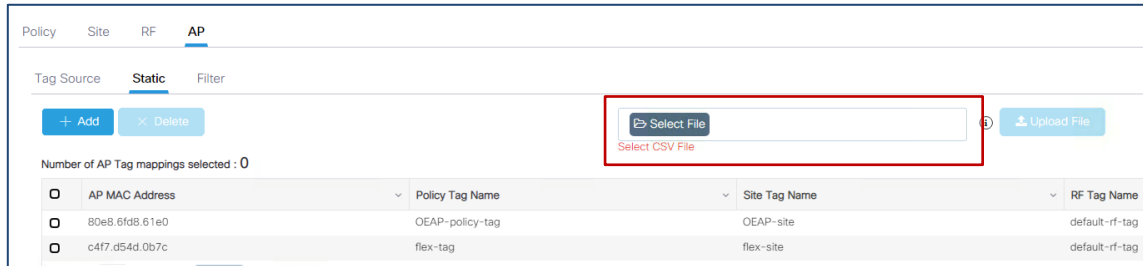 Policy Site RF AP
Tag Source Static Filter
+ Add × Delete Select File Upload File
Select CSV File
Number of AP Tag mappings selected : 0
AP MAC Address Policy Tag Name Site Tag Name RF Tag Name
80e8.6fd8.61e0 OEAP-policy-tag OEAP-site default-rf-tag
c4f7.d54d.0b7c flex-tag flex-site default-rf-tag